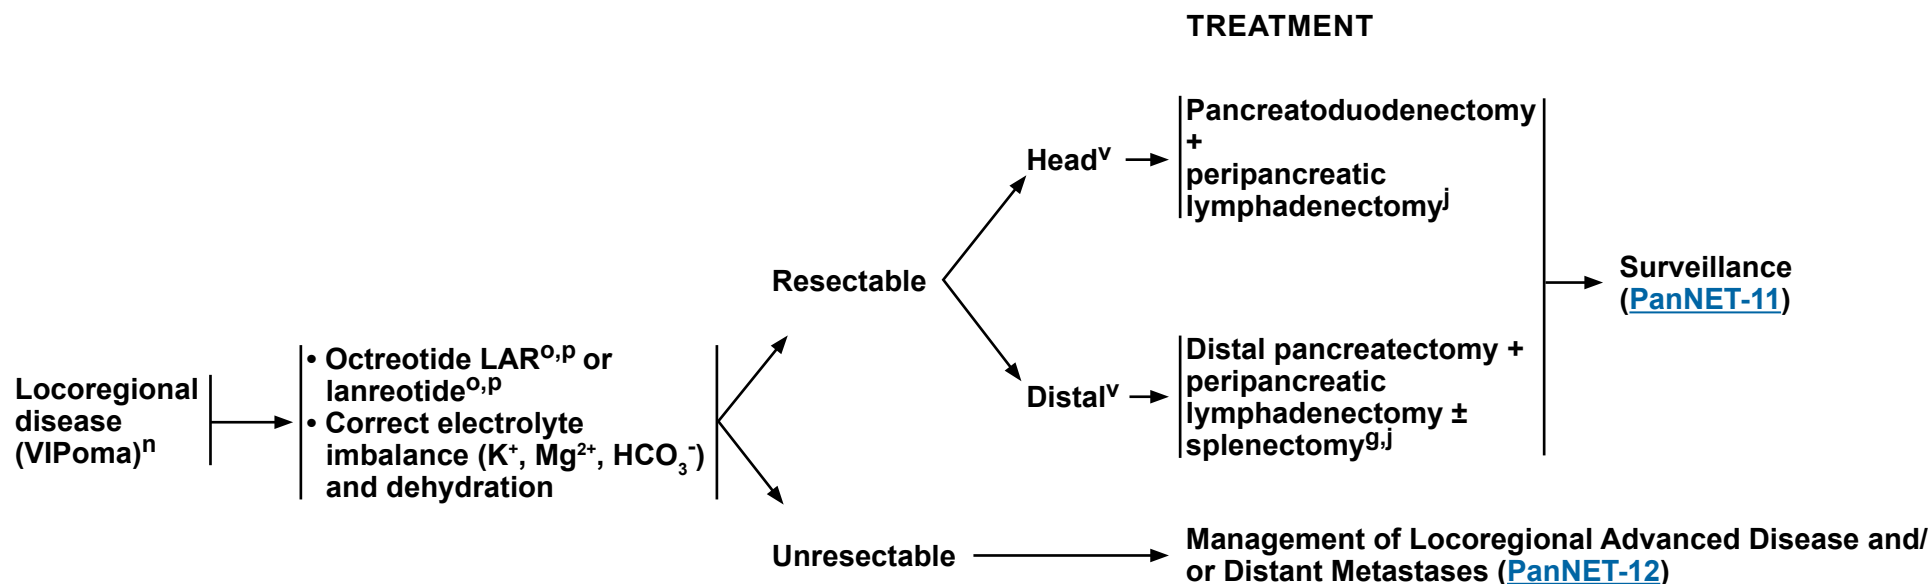 TREATMENT
Locoregional
disease
(VIPoma)ⁿ
• Octreotide LARᵒ,ᵖ or
lanreotideᵒ,ᵖ
• Correct electrolyte
imbalance (K⁺, Mg²⁺, HCO₃⁻)
and dehydration
Resectable
Headᵛ
Pancreatoduodenectomy
+
peripancreatic
lymphadenectomyʲ
Distalᵛ
Distal pancreatectomy +
peripancreatic
lymphadenectomy ±
splenectomyᵍ,ʲ
Surveillance
(PanNET-11)
Unresectable
Management of Locoregional Advanced Disease and/
or Distant Metastases (PanNET-12)